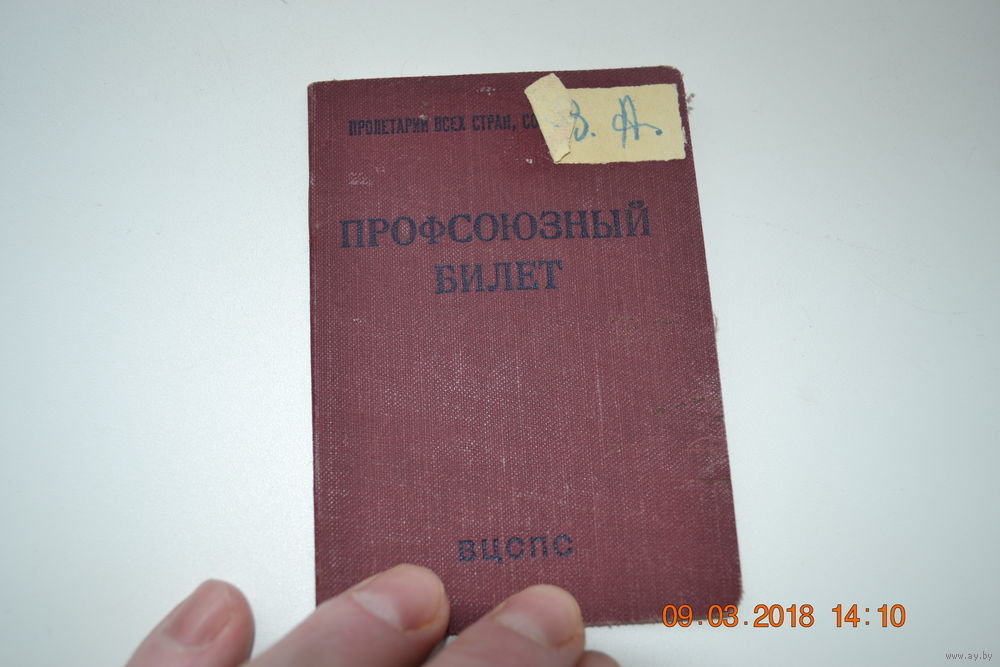 ПРОЛЕТАРИИ ВСЕХ СТРАН, СО
В. А.
ПРОФСОЮЗНЫЙ
БИЛЕТ
ВЦСПС
09.03.2018 14:10
www.ay.by